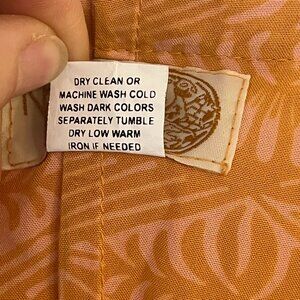 DRY CLEAN OR
MACHINE WASH COLD
WASH DARK COLORS
SEPARATELY TUMBLE
DRY LOW WARM
IRON IF NEEDED